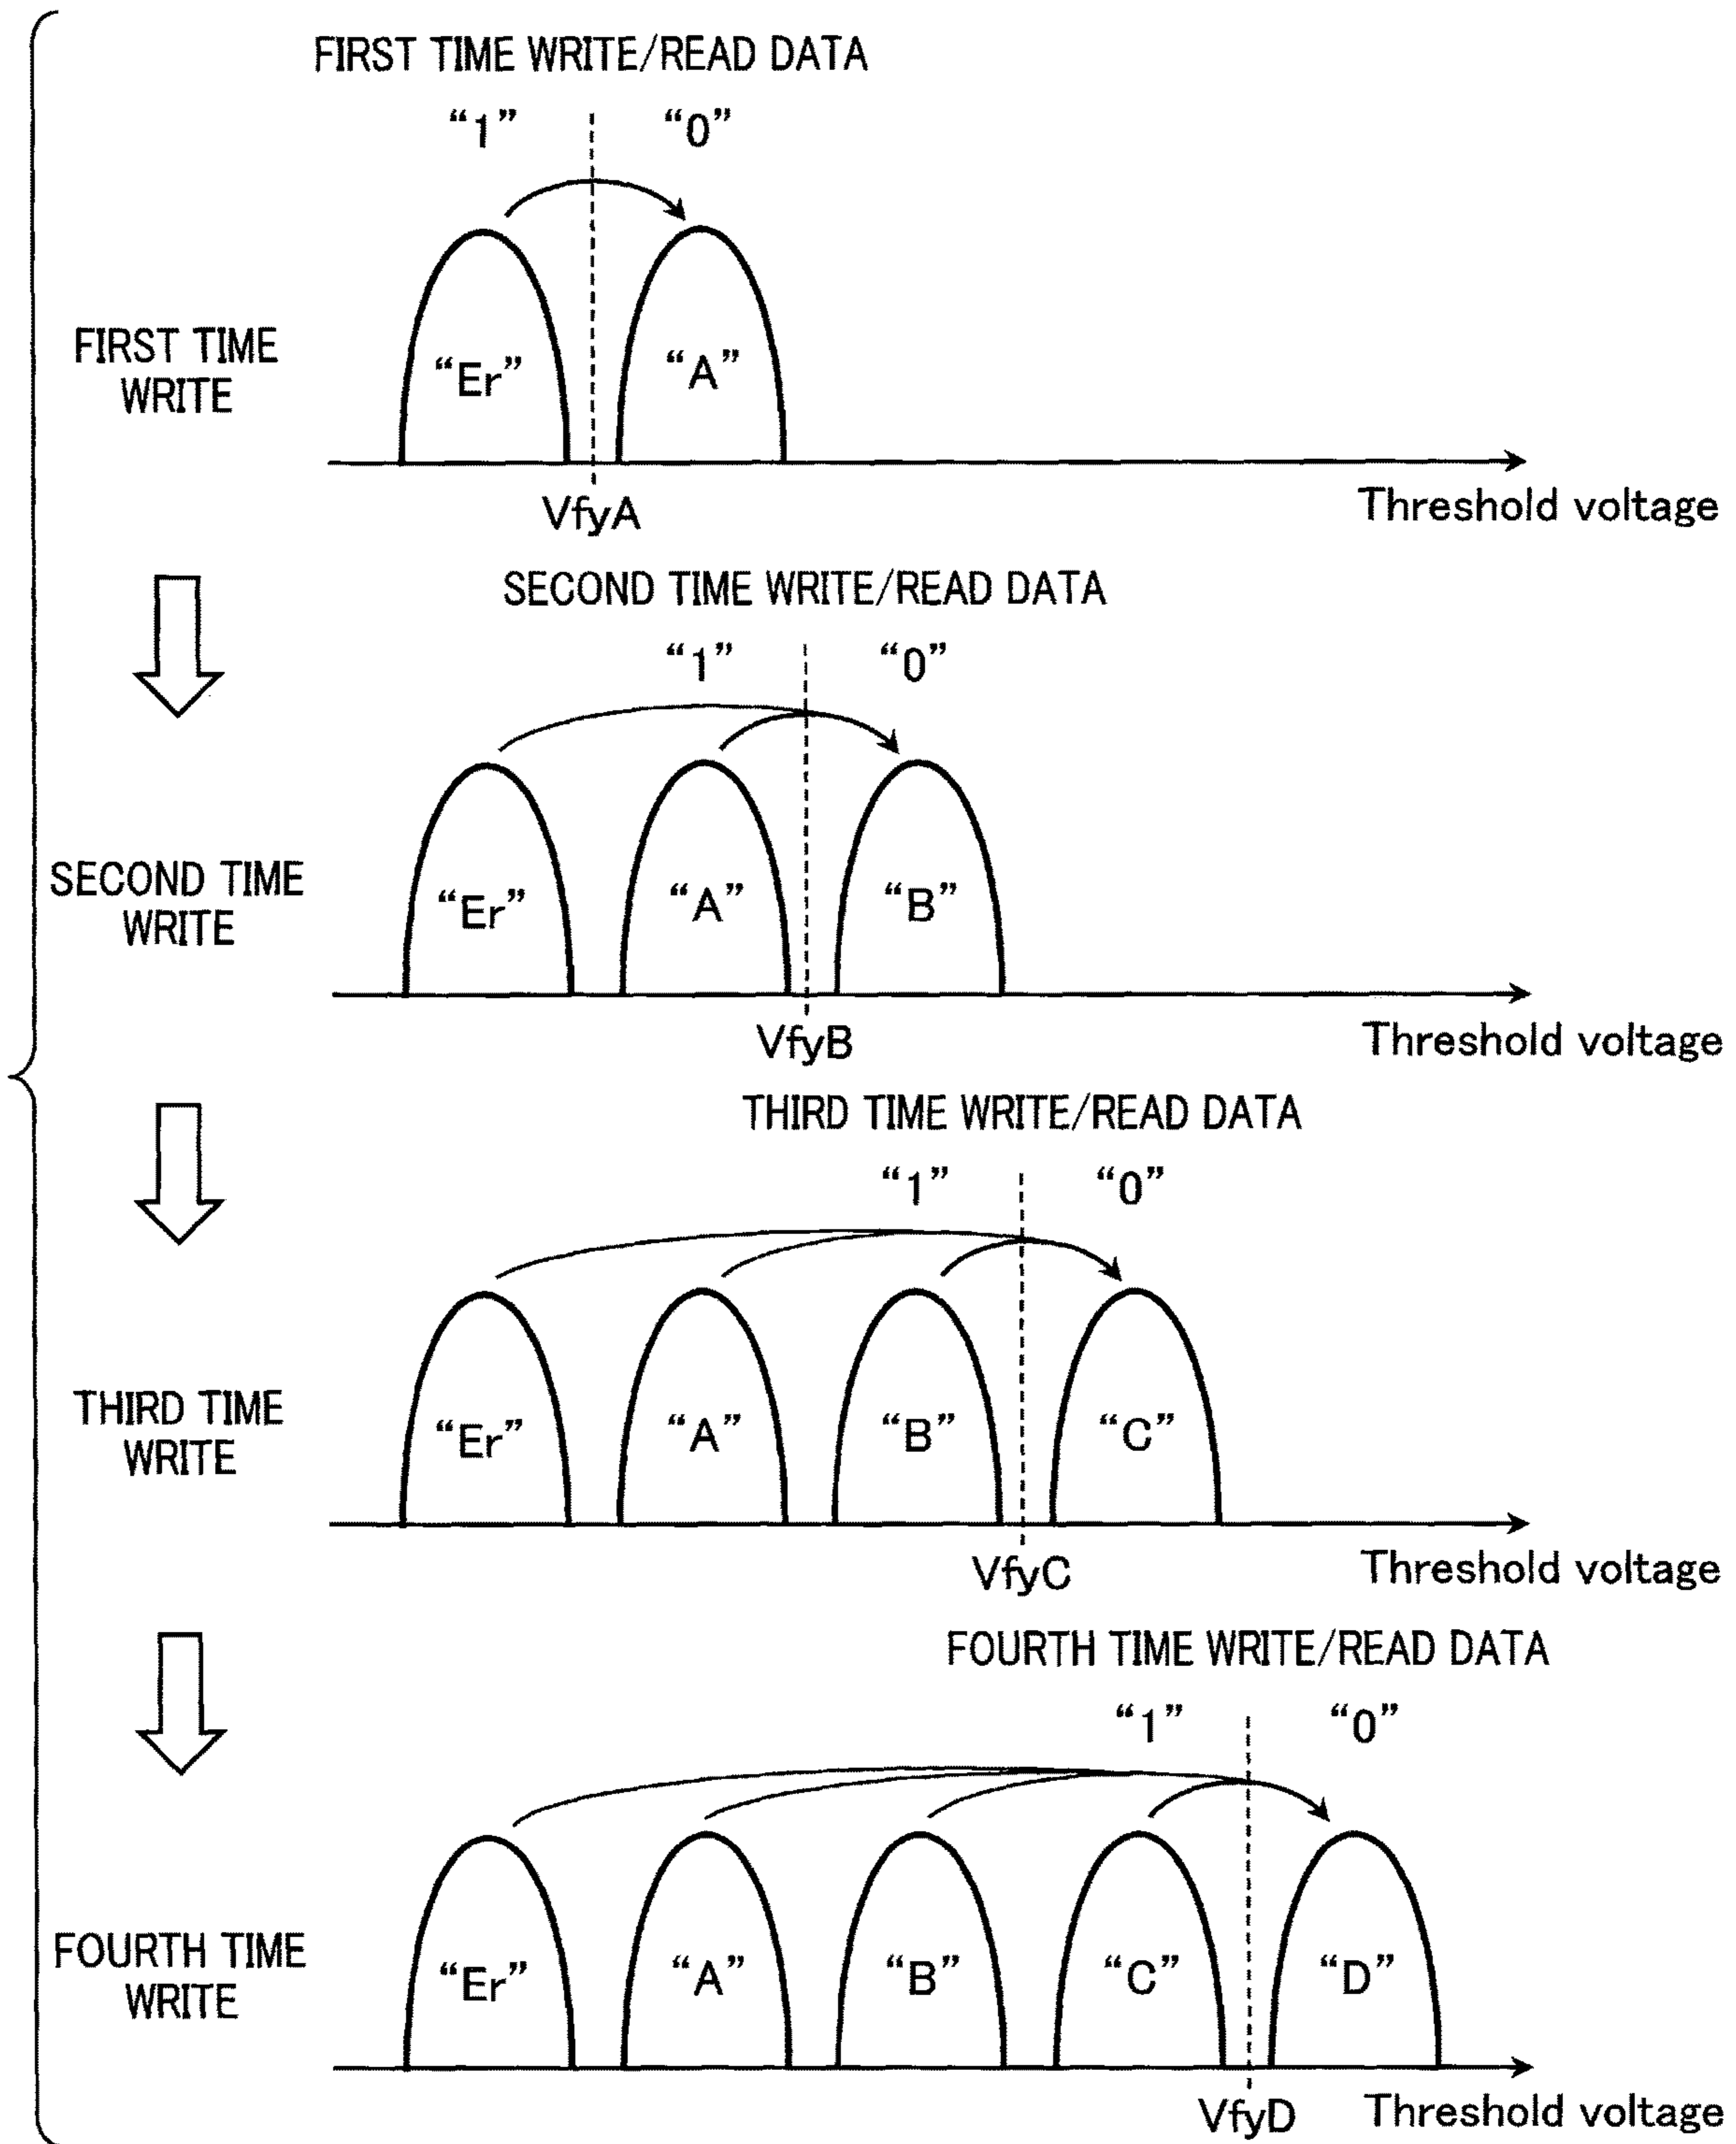 FIRST TIME WRITE/READ DATA
“1” “0”
FIRST TIME
WRITE
“Er” “A”
VfyA
Threshold voltage
SECOND TIME WRITE/READ DATA
“1” “0”
SECOND TIME
WRITE
“Er” “A” “B”
VfyB
Threshold voltage
THIRD TIME WRITE/READ DATA
“1” “0”
THIRD TIME
WRITE
“Er” “A” “B” “C”
VfyC
Threshold voltage
FOURTH TIME WRITE/READ DATA
“1” “0”
FOURTH TIME
WRITE
“Er” “A” “B” “C” “D”
VfyD
Threshold voltage